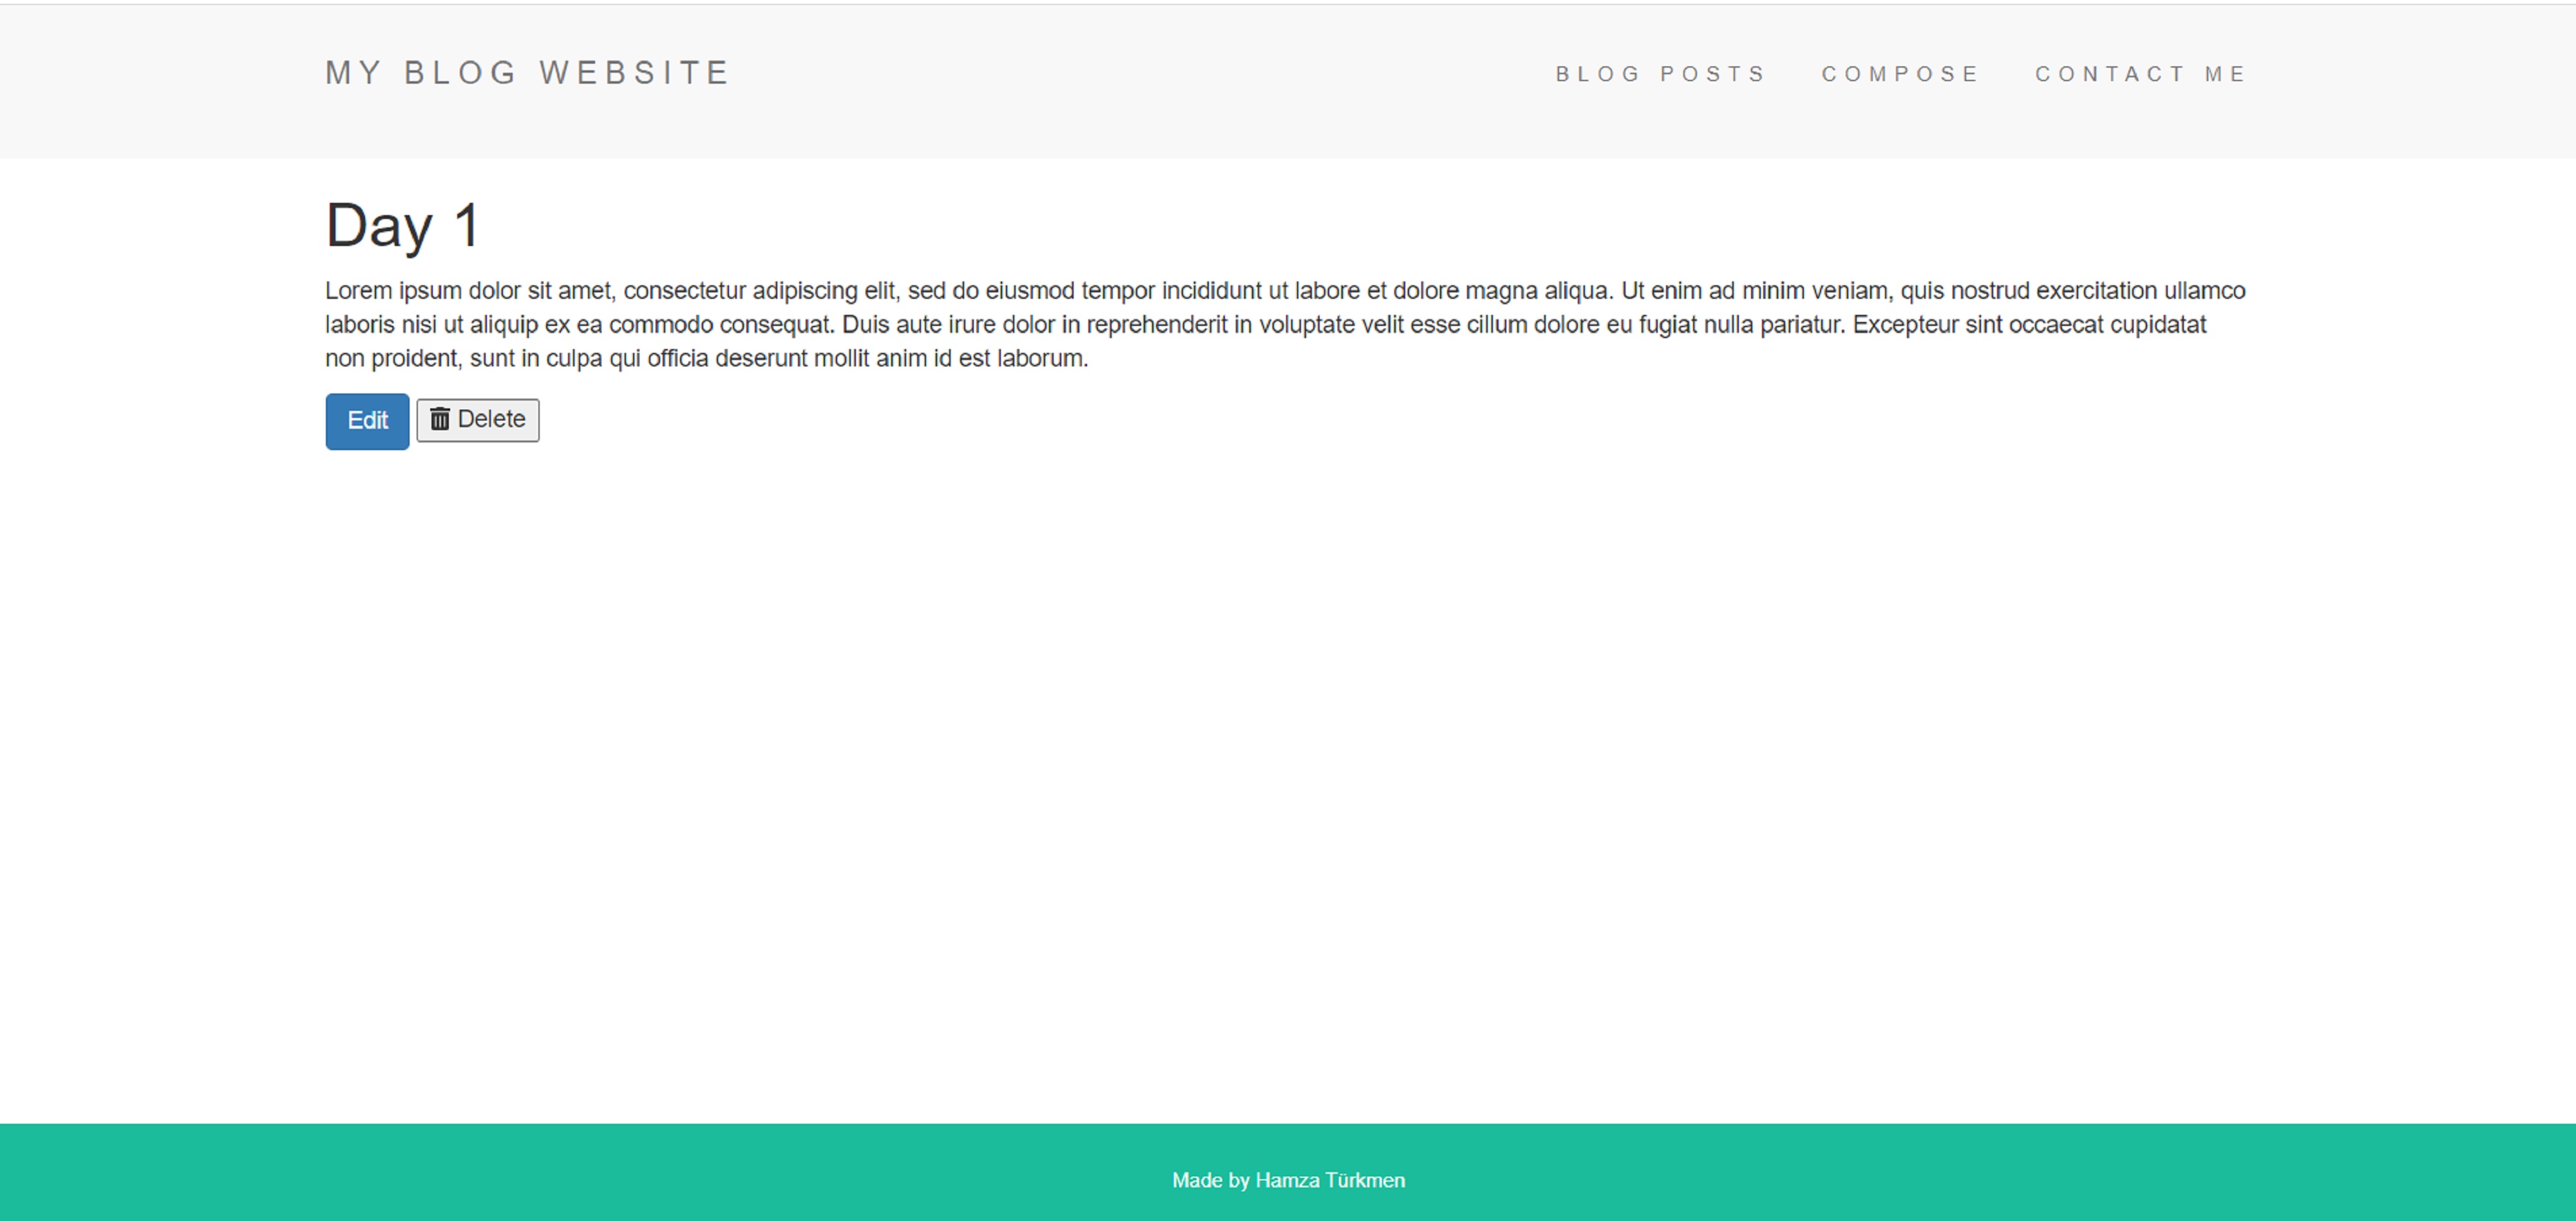 MY BLOG WEBSITE
BLOG POSTS COMPOSE CONTACT ME
Day 1
Lorem ipsum dolor sit amet, consectetur adipiscing elit, sed do eiusmod tempor incididunt ut labore et dolore magna aliqua. Ut enim ad minim veniam, quis nostrud exercitation ullamco
laboris nisi ut aliquip ex ea commodo consequat. Duis aute irure dolor in reprehenderit in voluptate velit esse cillum dolore eu fugiat nulla pariatur. Excepteur sint occaecat cupidatat
non proident, sunt in culpa qui officia deserunt mollit anim id est laborum.
Edit Delete
Made by Hamza Türkmen